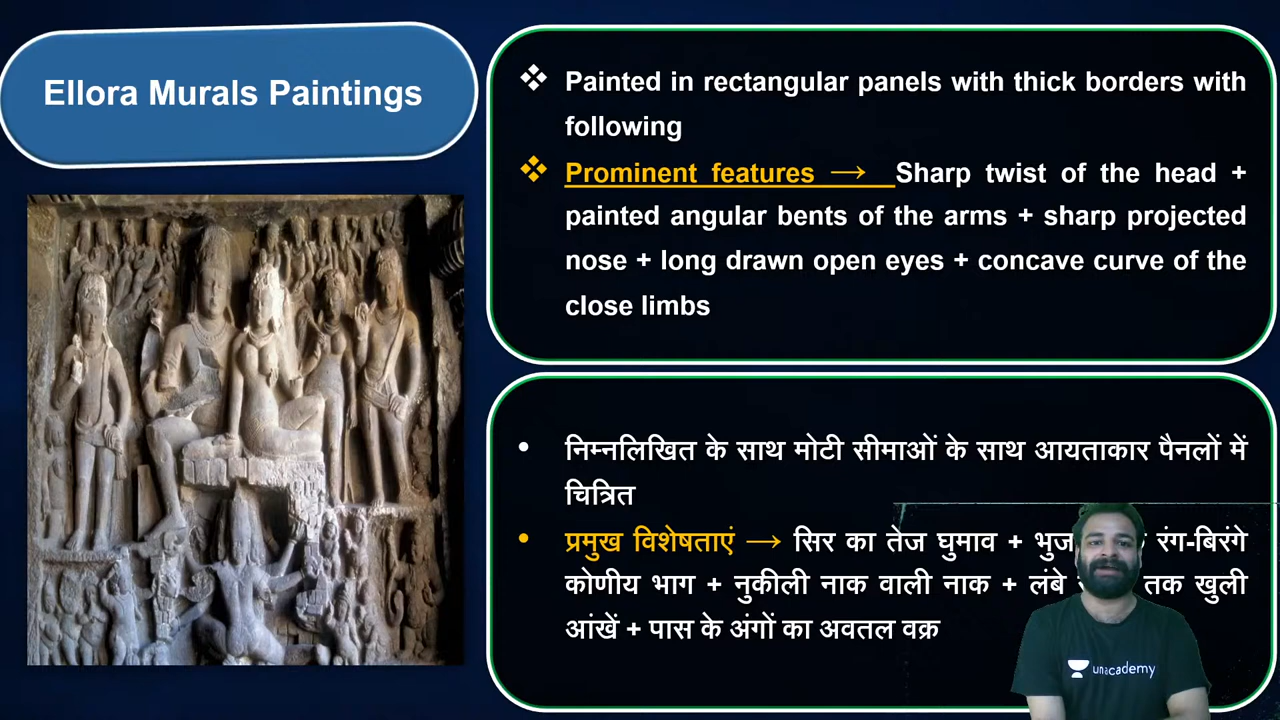 Ellora Murals Paintings
❖ Painted in rectangular panels with thick borders with
following
❖ Prominent features → Sharp twist of the head +
painted angular bents of the arms + sharp projected
nose + long drawn open eyes + concave curve of the
close limbs
• निम्नलिखित के साथ मोटी सीमाओं के साथ आयताकार पैनलों में
चित्रित
• प्रमुख विशेषताएं → सिर का तेज घुमाव + रंग-बिरंगे
कोणीय भाग + नुकीली नाक वाली नाक + लंबे तक खुली
आंखें + पास के अंगों का अवतल वक्र
unacademy